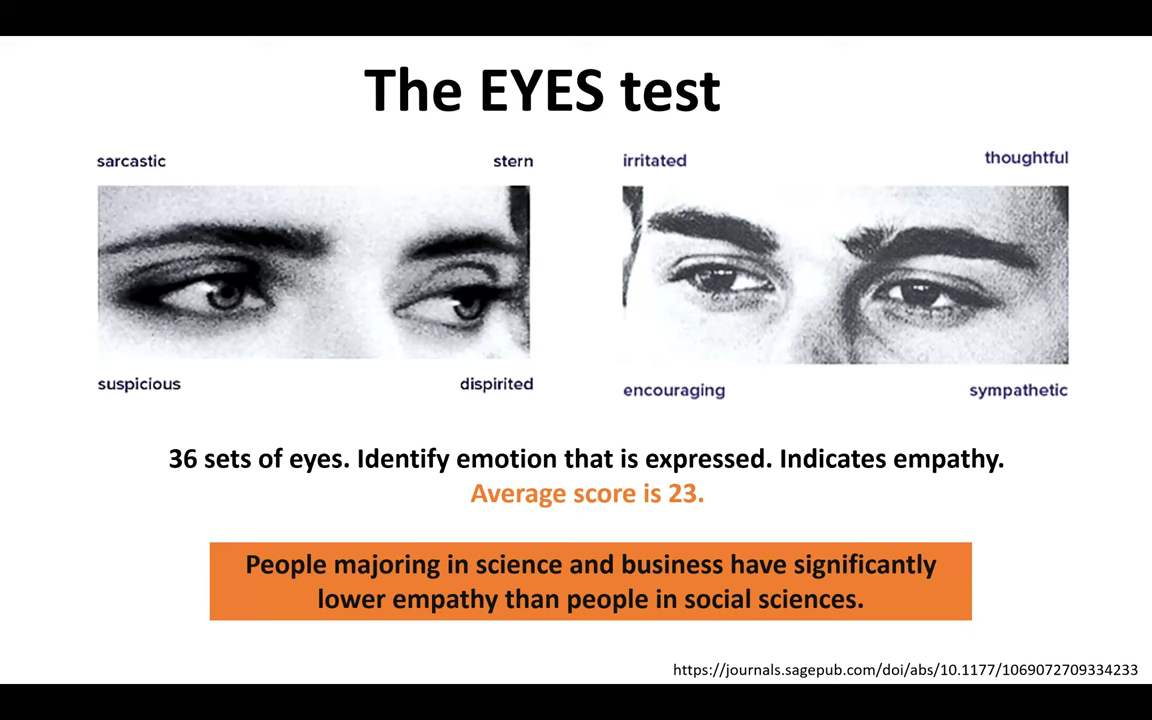 The EYES test
sarcastic
stern
suspicious
dispirited
irritated
thoughtful
encouraging
sympathetic
36 sets of eyes. Identify emotion that is expressed. Indicates empathy.
Average score is 23.
People majoring in science and business have significantly
lower empathy than people in social sciences.
https://journals.sagepub.com/doi/abs/10.1177/1069072709334233